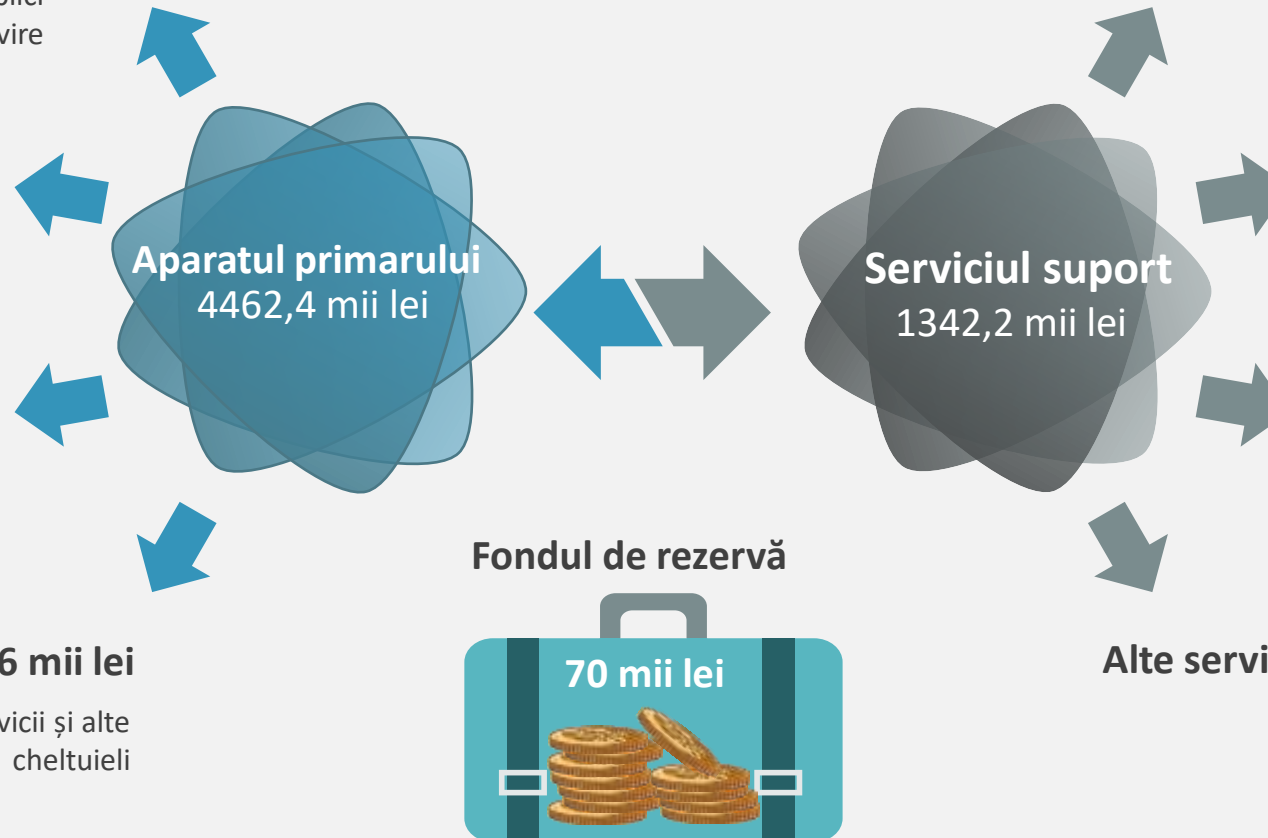 vire
Aparatul primarului
4462,4 mii lei
Serviciul suport
1342,2 mii lei
Fondul de rezervă
70 mii lei
6 mii lei
vicii și alte
cheltuieli
Alte servi